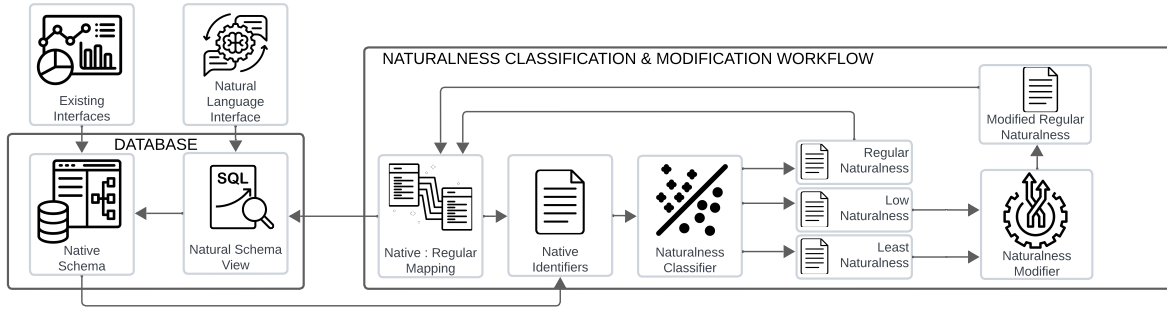 Existing
Interfaces
Natural
Language
Interface
DATABASE
Native
Schema
SQL
Natural Schema
View
NATURALNESS CLASSIFICATION & MODIFICATION WORKFLOW
Native : Regular
Mapping
Native
Identifiers
Naturalness
Classifier
Regular
Naturalness
Low
Naturalness
Least
Naturalness
Modified Regular
Naturalness
Naturalness
Modifier